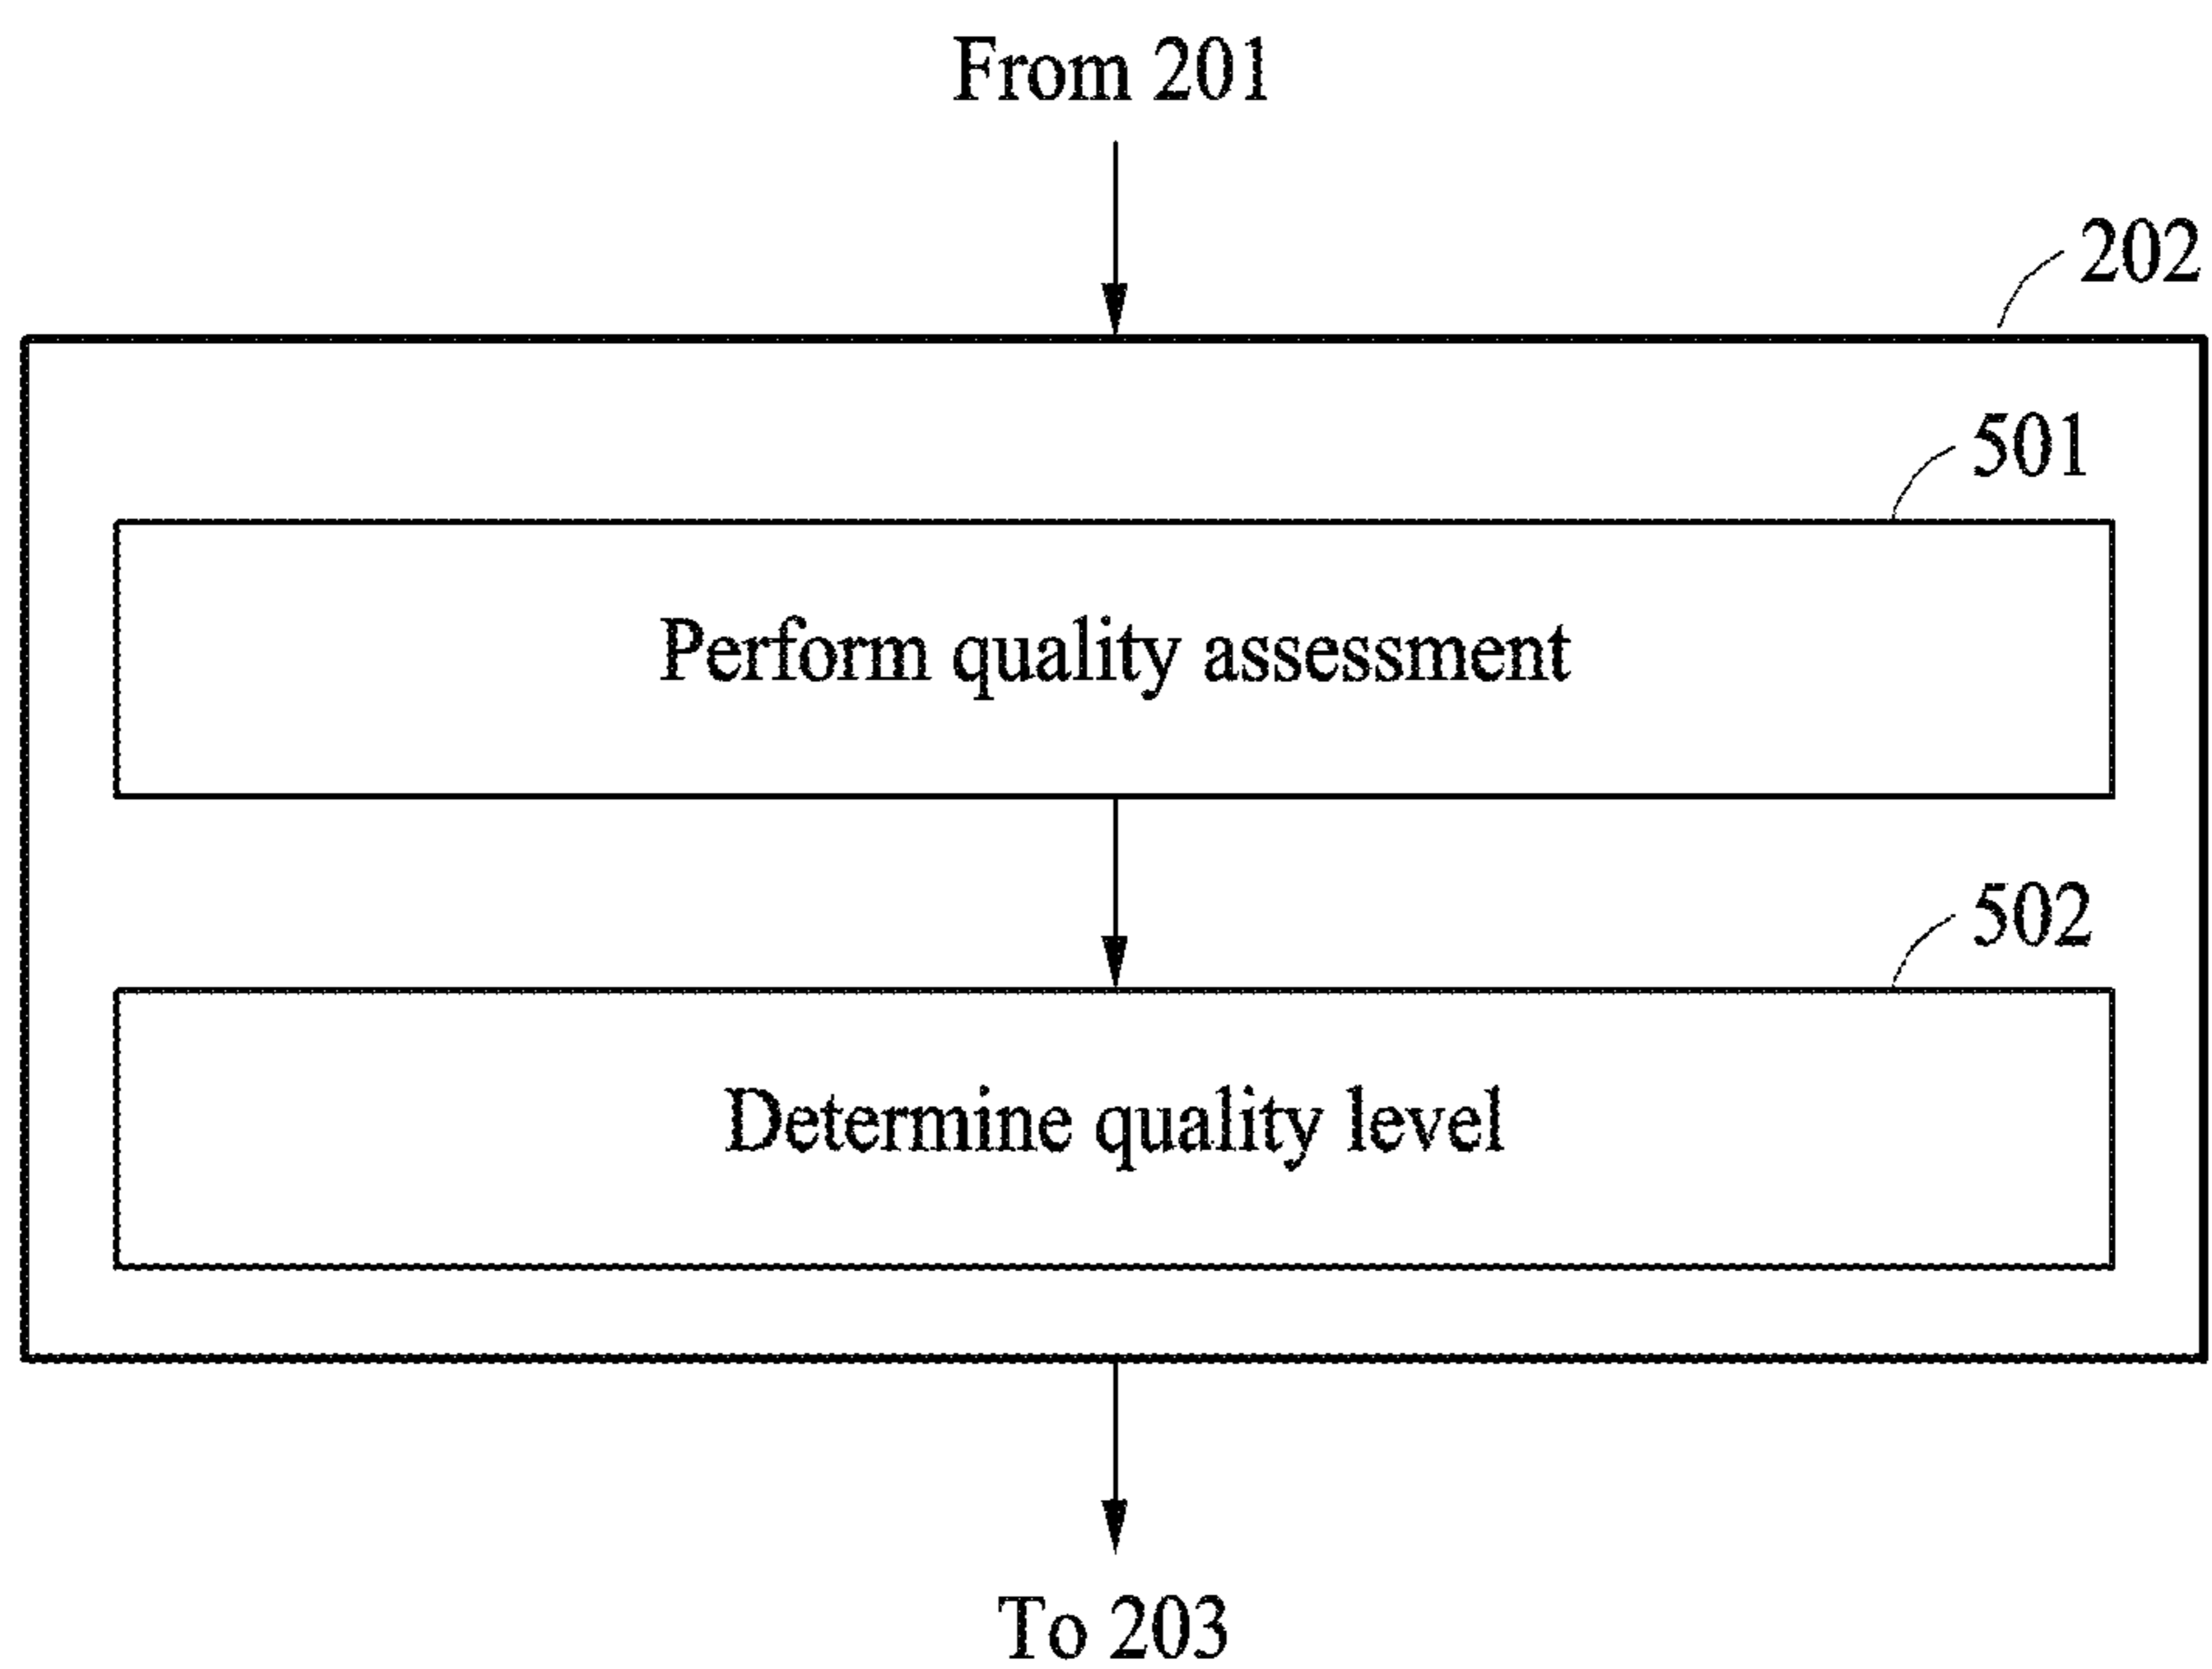 From 201
202
501
Perform quality assessment
502
Determine quality level
To 203